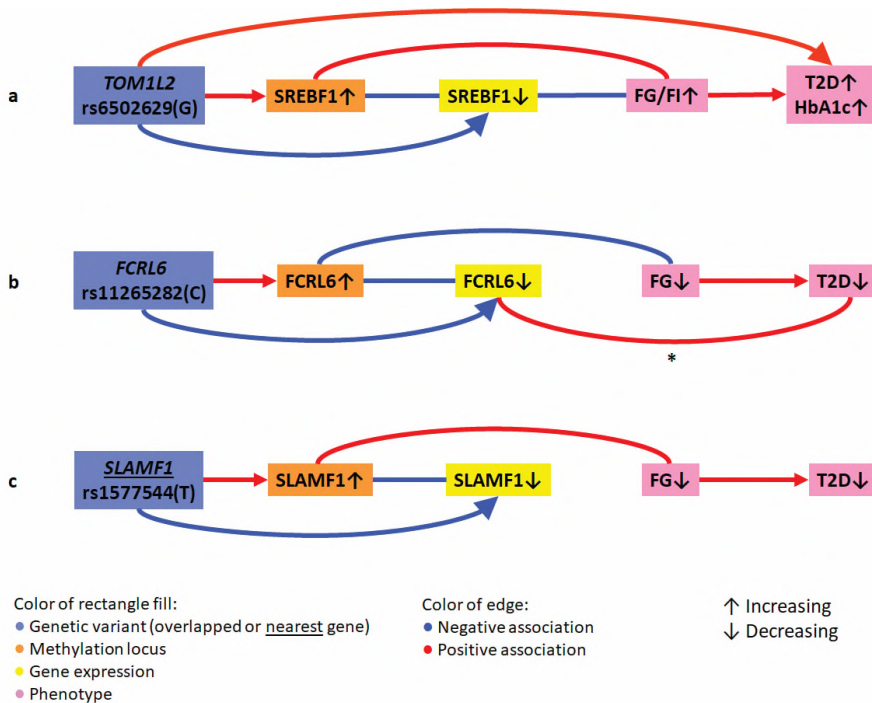 a
TOM1L2
rs6502629(G)
SREBF1↑
SREBF1↓
FG/FI↑
T2D↑
HbA1c↑
b
FCRL6
rs11265282(C)
FCRL6↑
FCRL6↓
FG↓
T2D↓
*
c
SLAMF1
rs1577544(T)
SLAMF1↑
SLAMF1↓
FG↓
T2D↓
Color of rectangle fill:
Genetic variant (overlapped or nearest gene)
Methylation locus
Gene expression
Phenotype
Color of edge:
Negative association
Positive association
↑ Increasing
↓ Decreasing